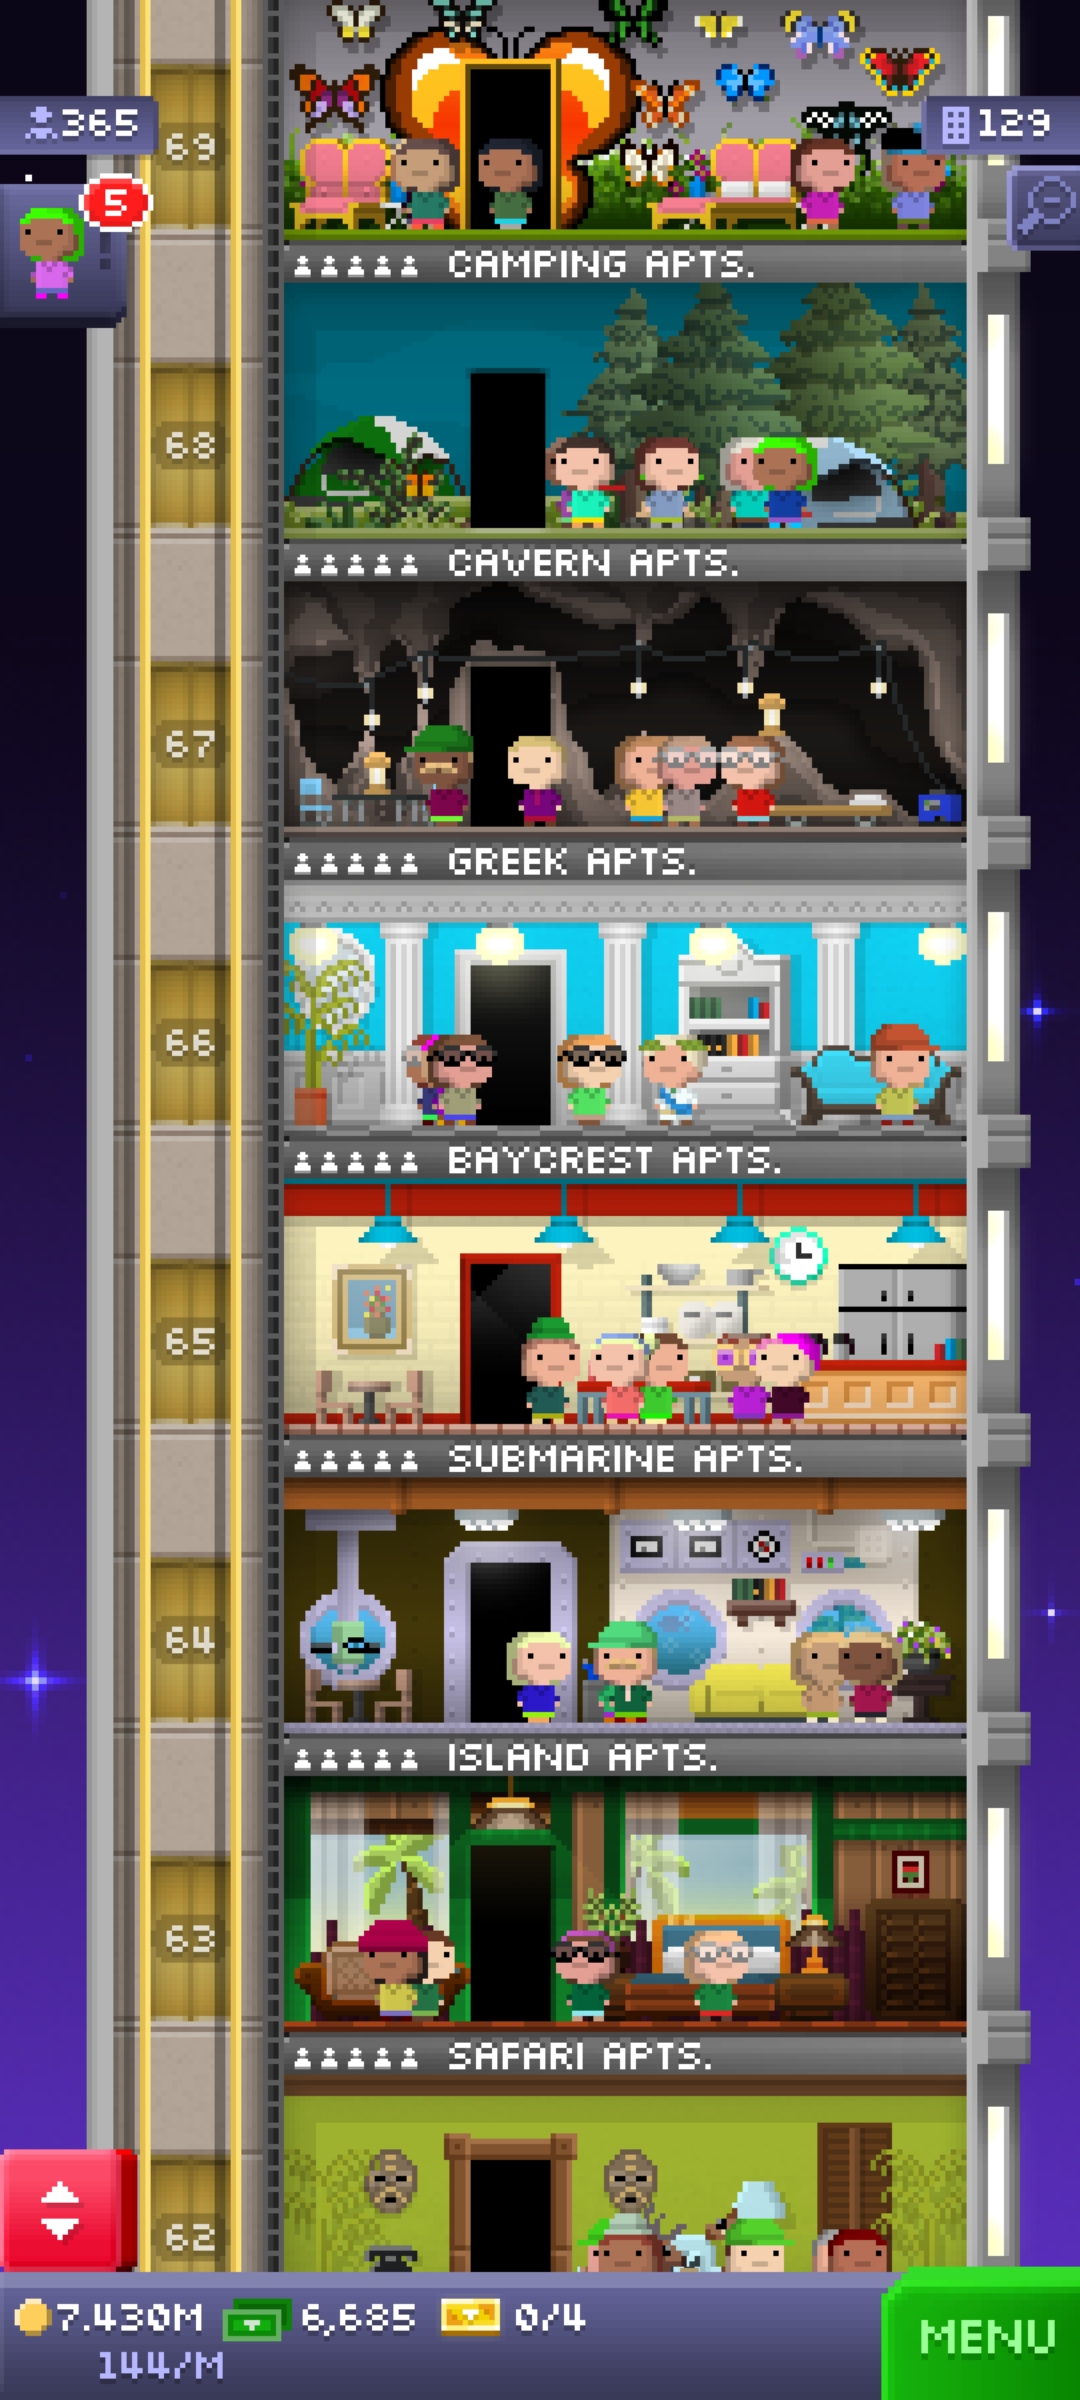 69
365
129
5
CAMPING APTS.
68
CAVERN APTS.
67
GREEK APTS.
66
BAYCREST APTS.
65
SUBMARINE APTS.
64
ISLAND APTS.
63
SAFARI APTS.
62
7.430M 6,685 0/4
144/M
MENU